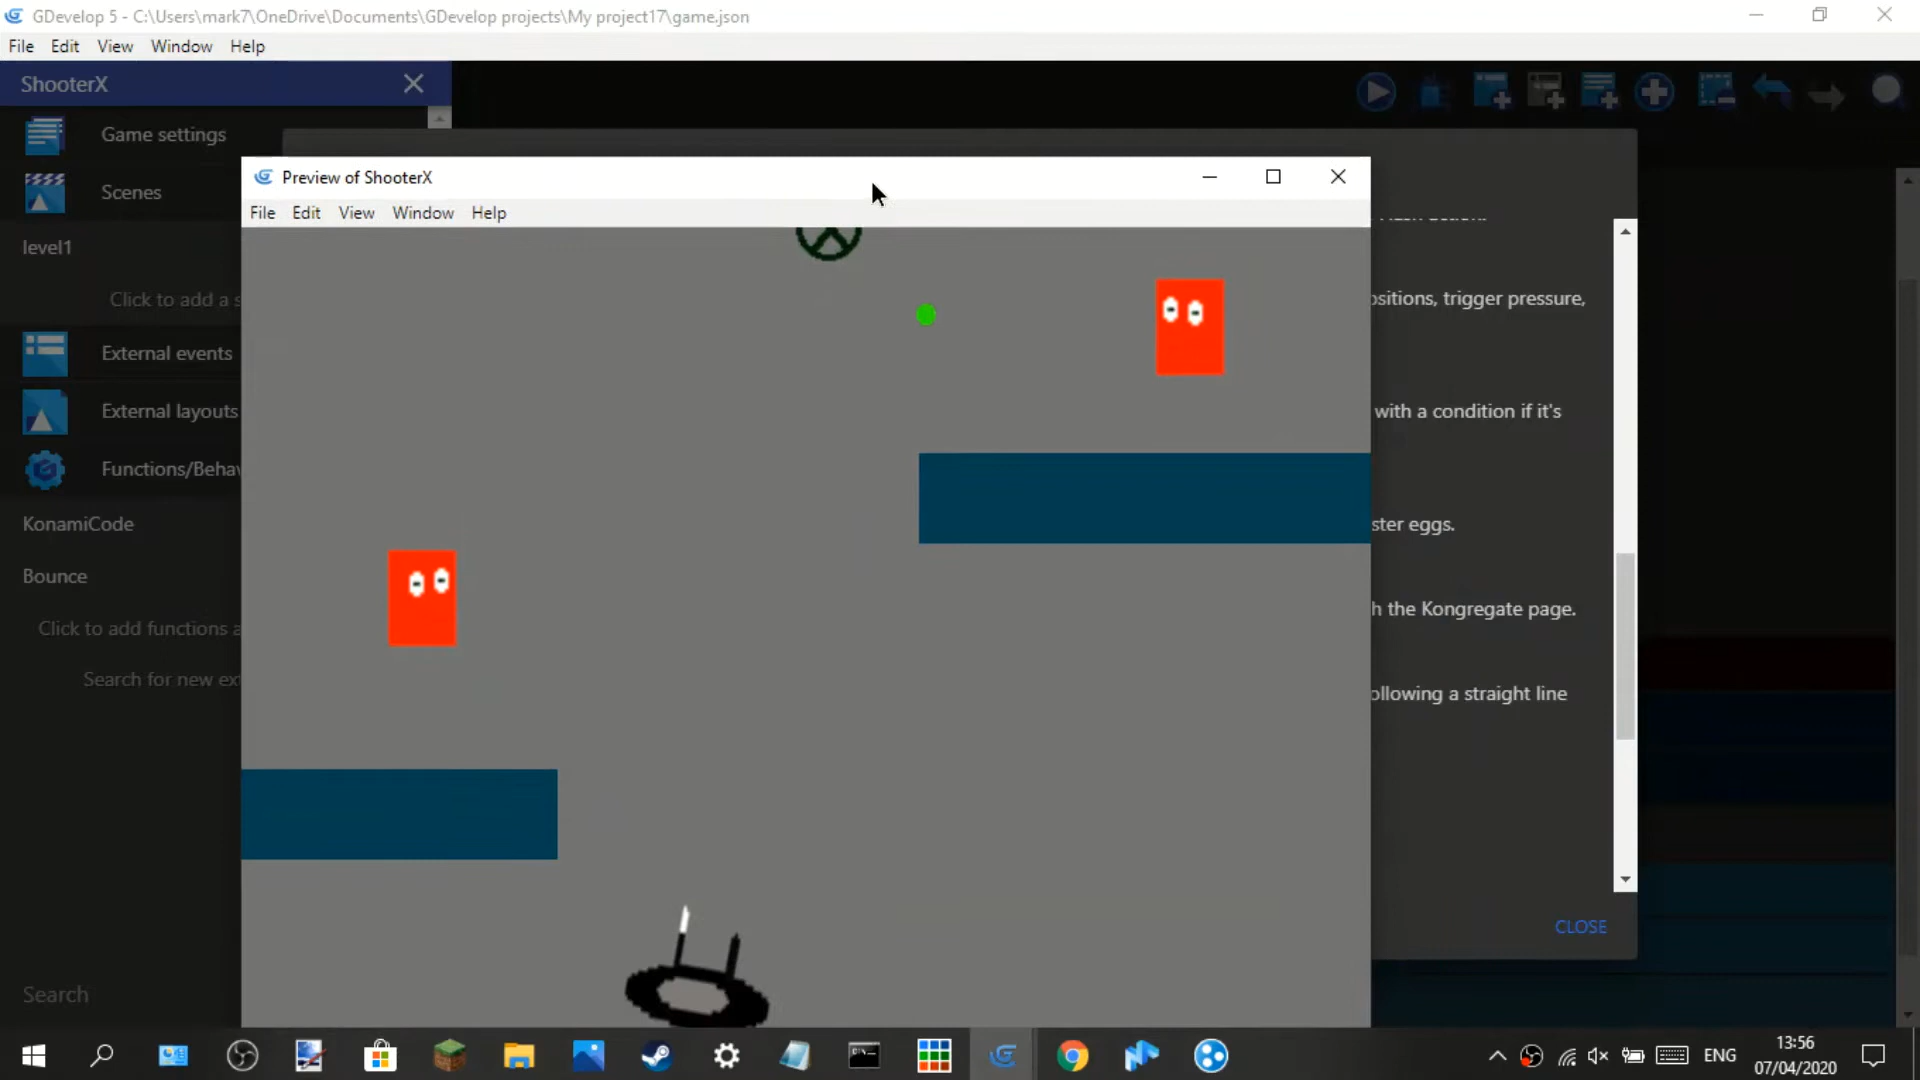 GDevelop 5 - C:\Users\mark7\OneDrive\Documents\GDevelop projects\My project17\game.json
File Edit View Window Help
ShooterX
Game settings
Scenes
level1
Click to add a s
External events
External layouts
Functions/Behav
KonamiCode
Bounce
Click to add functions a
Search for new ext
Search
Preview of ShooterX
File Edit View Window Help
ositions, trigger pressure,
with a condition if it's
ster eggs.
h the Kongregate page.
ollowing a straight line
CLOSE
ENG
13:56
07/04/2020